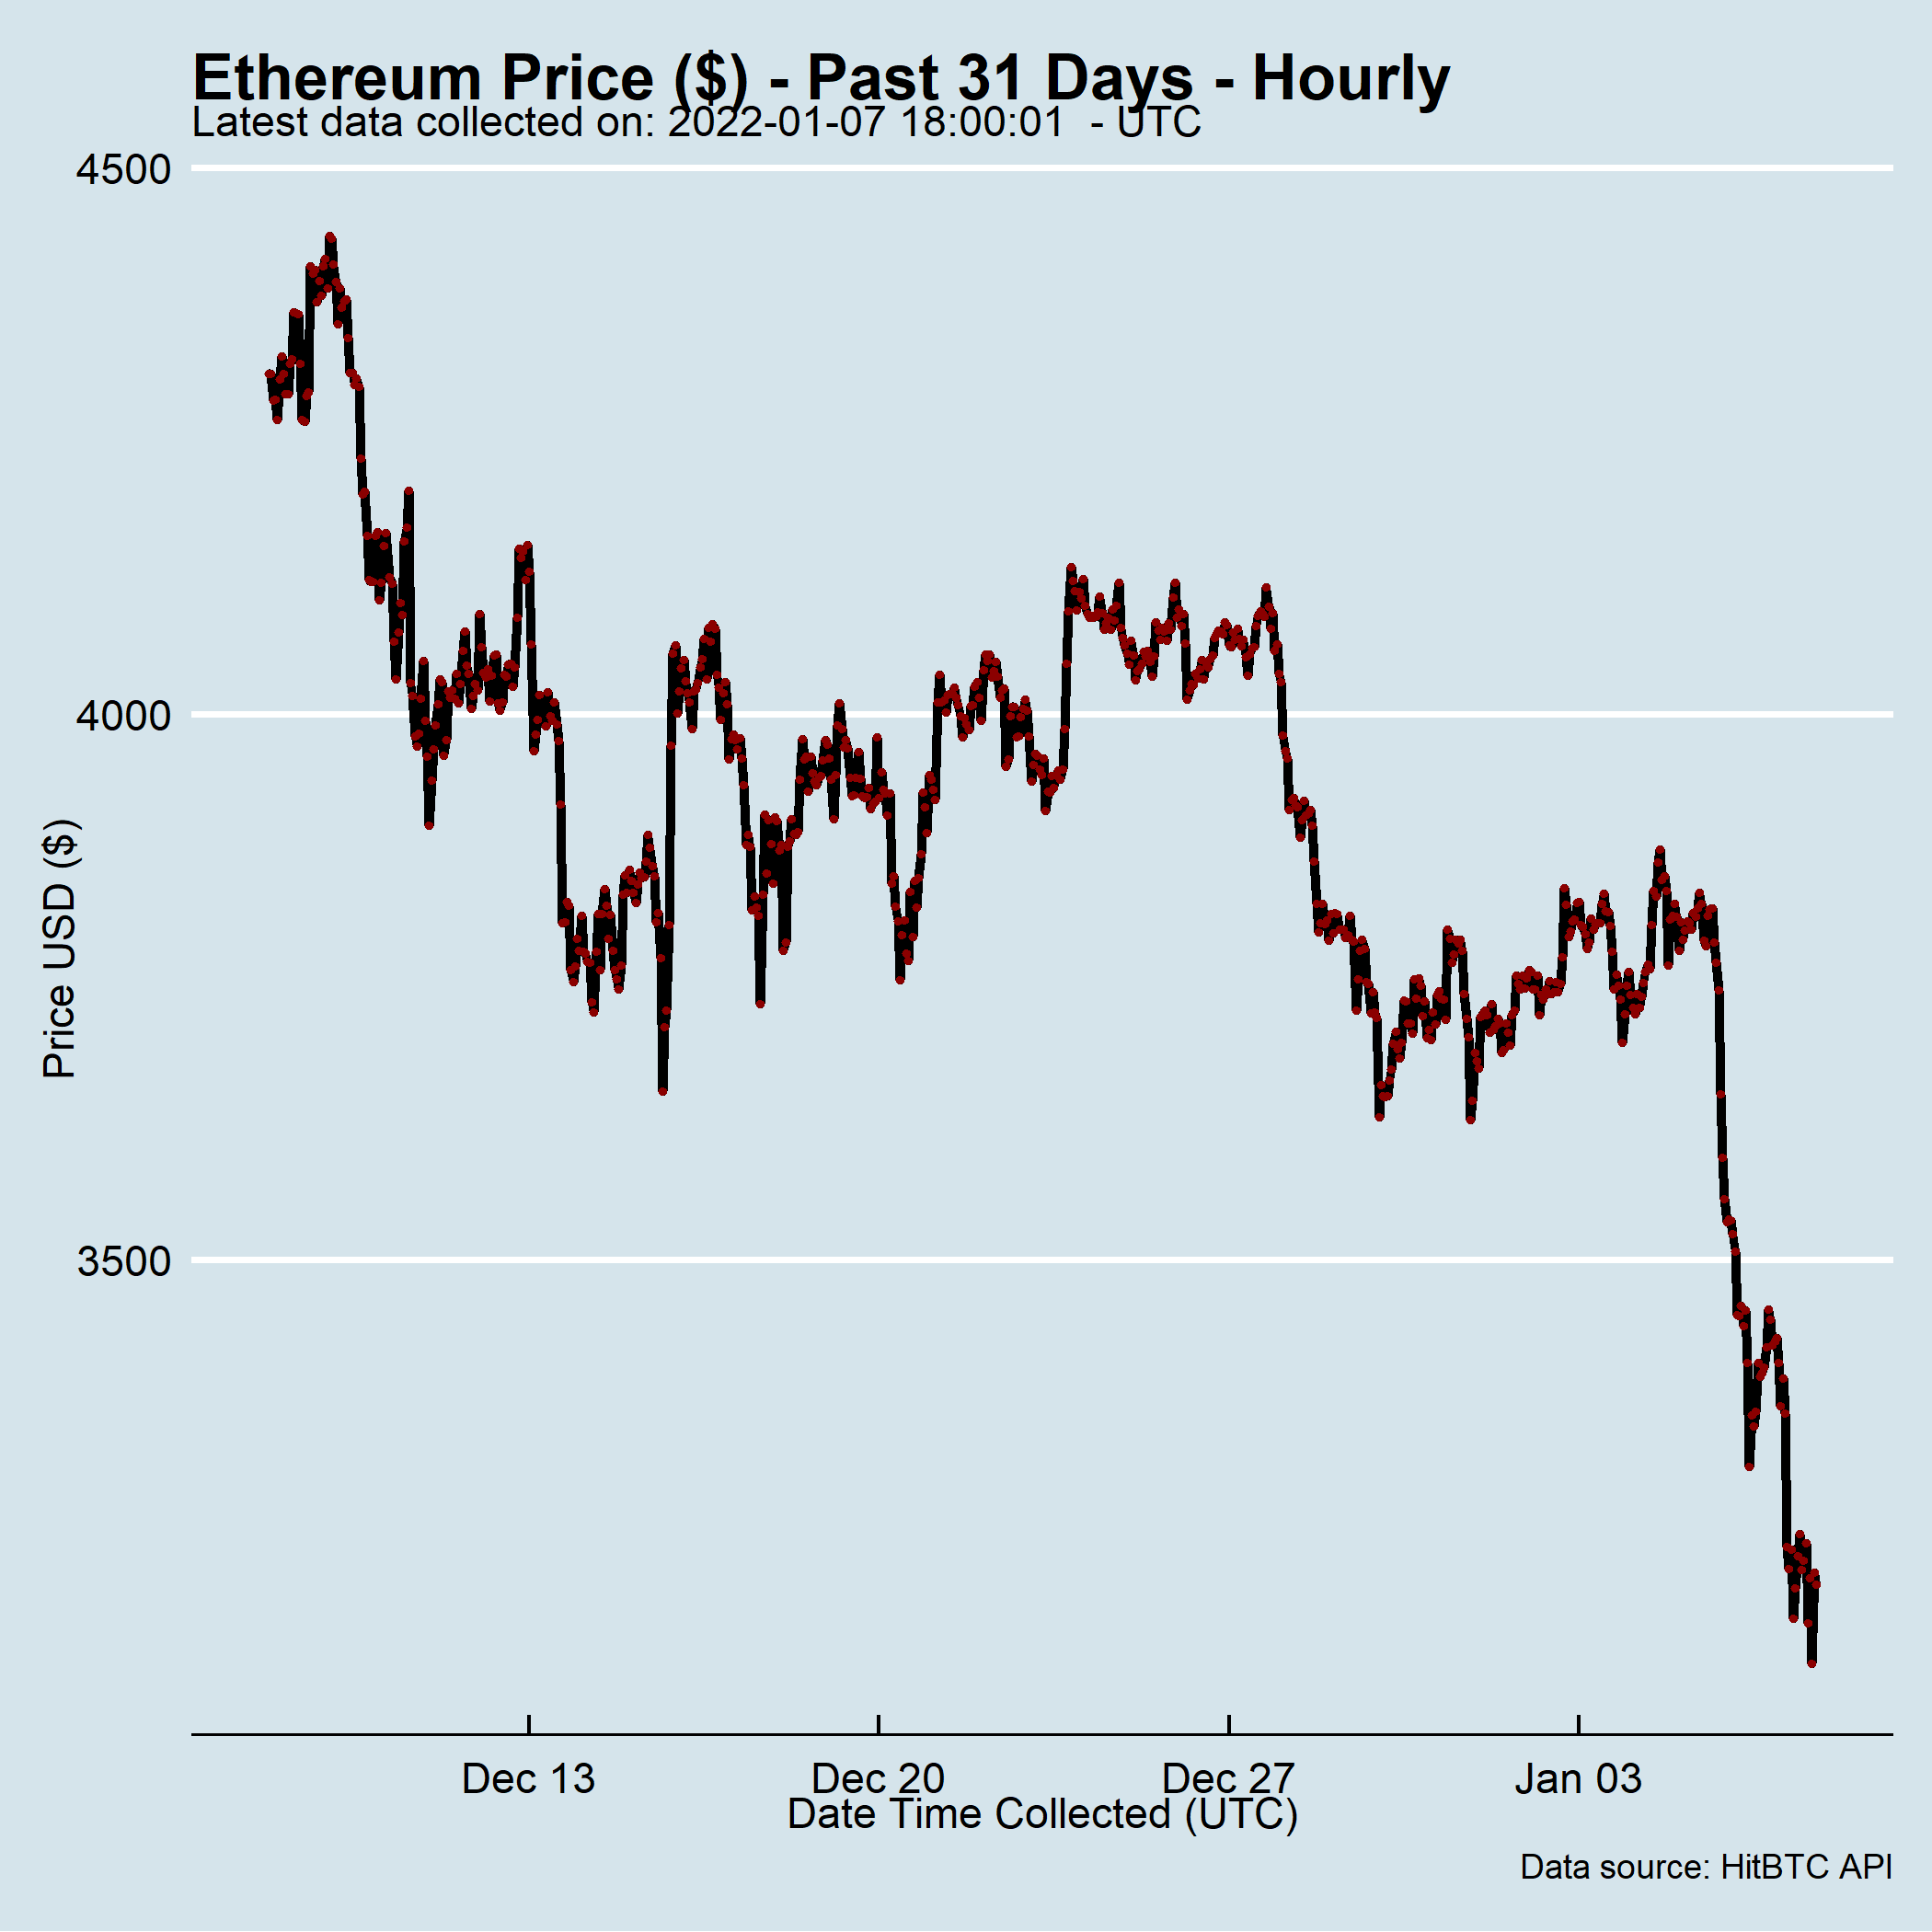 Ethereum Price ($) - Past 31 Days - Hourly
Latest data collected on: 2022-01-07 18:00:01  - UTC
4500
4000
3500
Price USD ($)
Dec 13 Dec 20 Dec 27 Jan 03
Date Time Collected (UTC)
Data source: HitBTC API